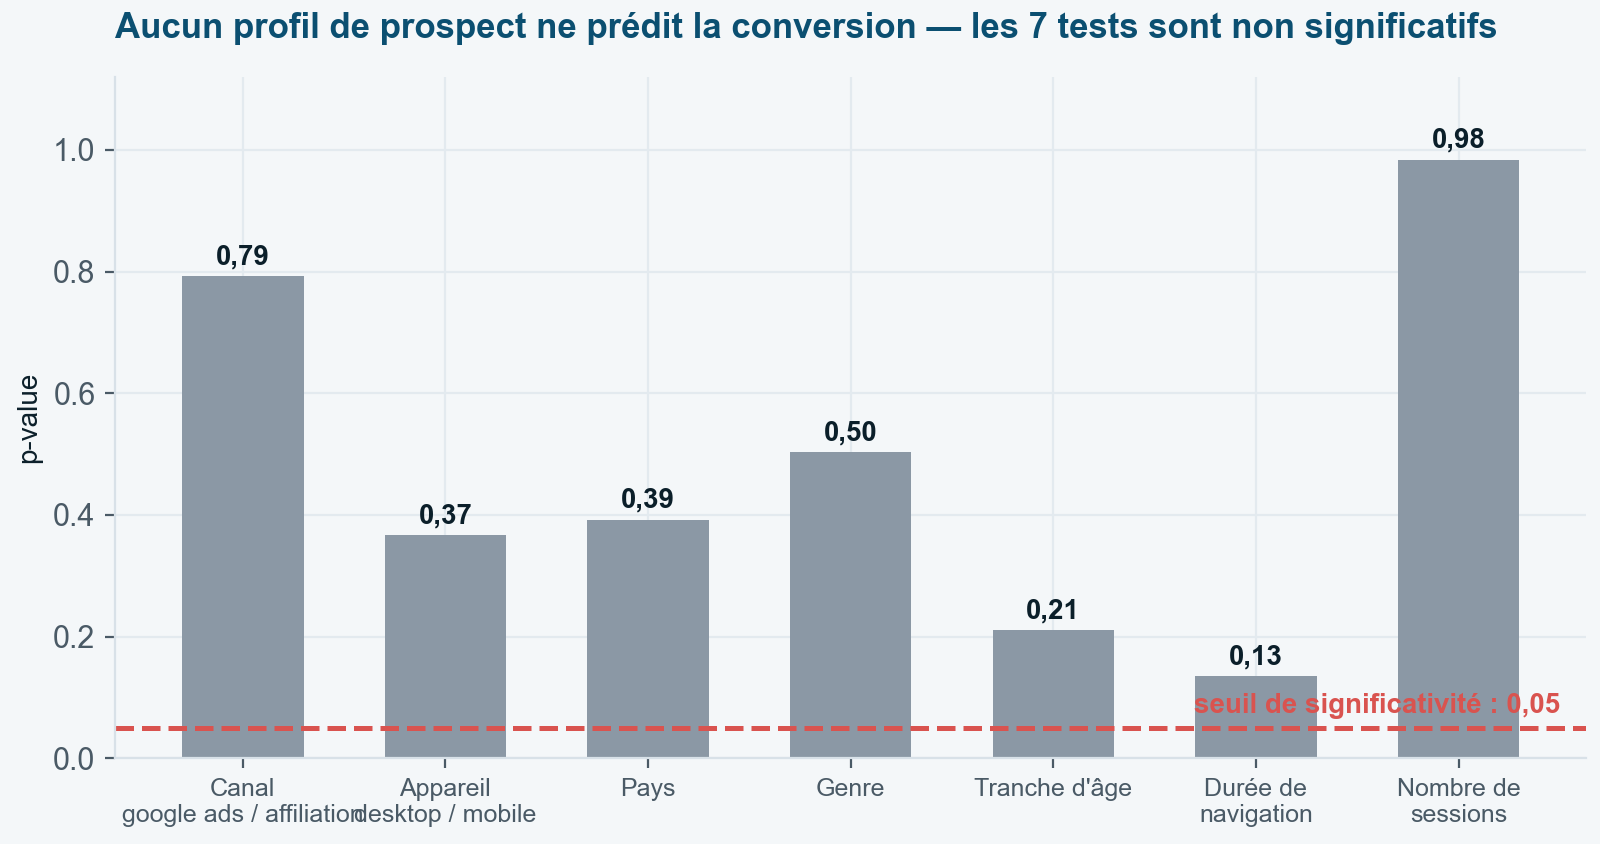 Aucun profil de prospect ne prédit la conversion — les 7 tests sont non significatifs
p-value
1.0
0.8
0.6
0.4
0.2
0.0
0,79
0,37
0,39
0,50
0,21
0,13
0,98
seuil de significativité : 0,05
Canal
google ads / affiliation
Appareil
desktop / mobile
Pays
Genre
Tranche d'âge
Durée de
navigation
Nombre de
sessions